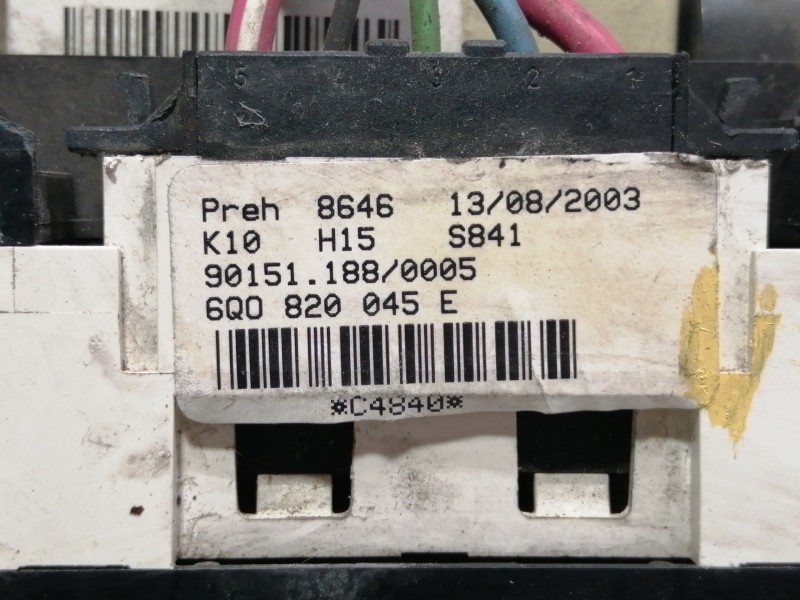 5 4 3 2 1
Preh 8646 13/08/2003
K10 H15 S841
90151.188/0005
6Q0 820 045 E
*C4840*